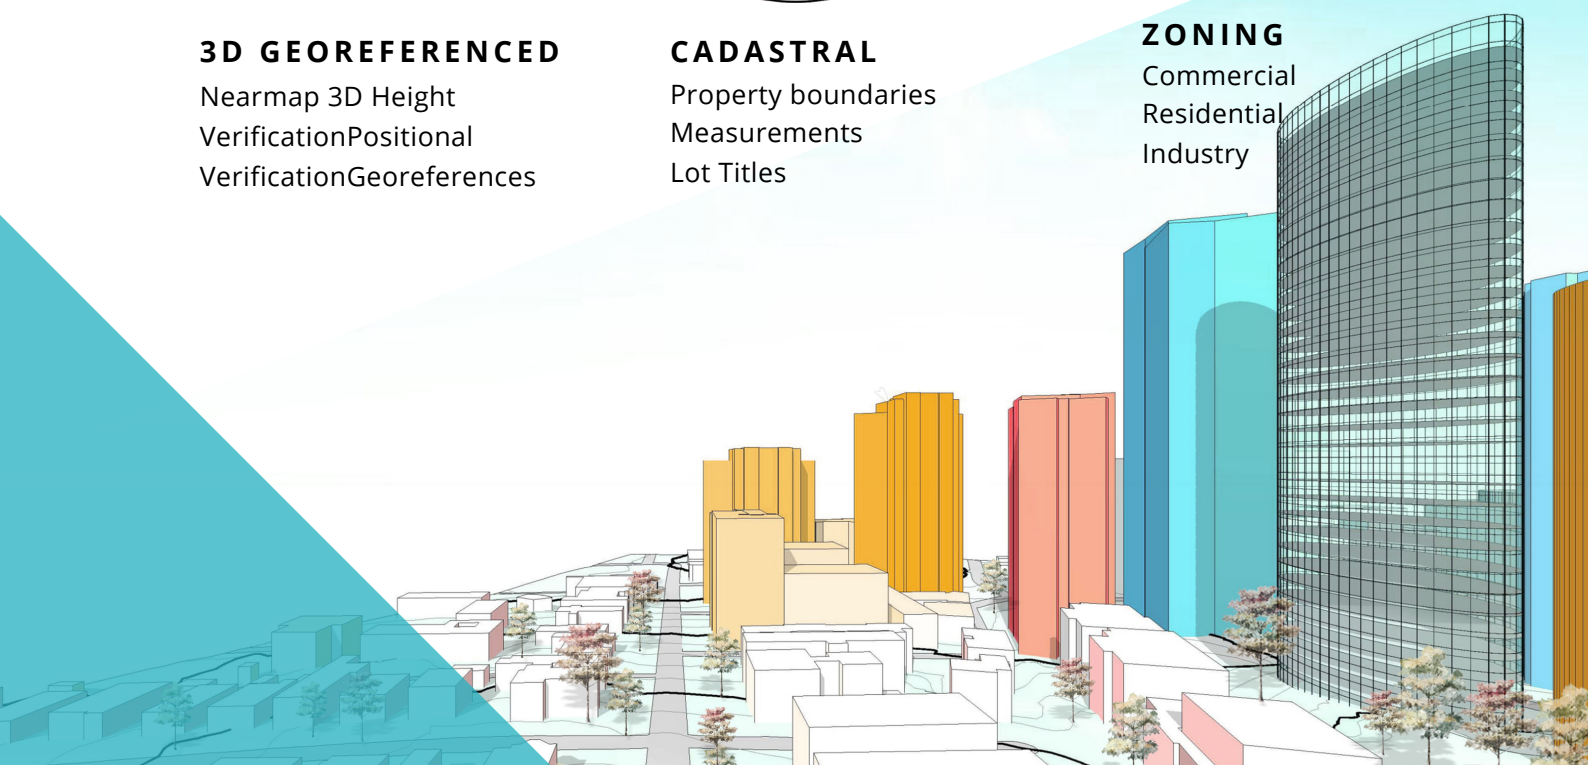 3D GEOREFERENCED
Nearmap 3D Height
VerificationPositional
VerificationGeoreferences
CADASTRAL
Property boundaries
Measurements
Lot Titles
ZONING
Commercial
Residential
Industry